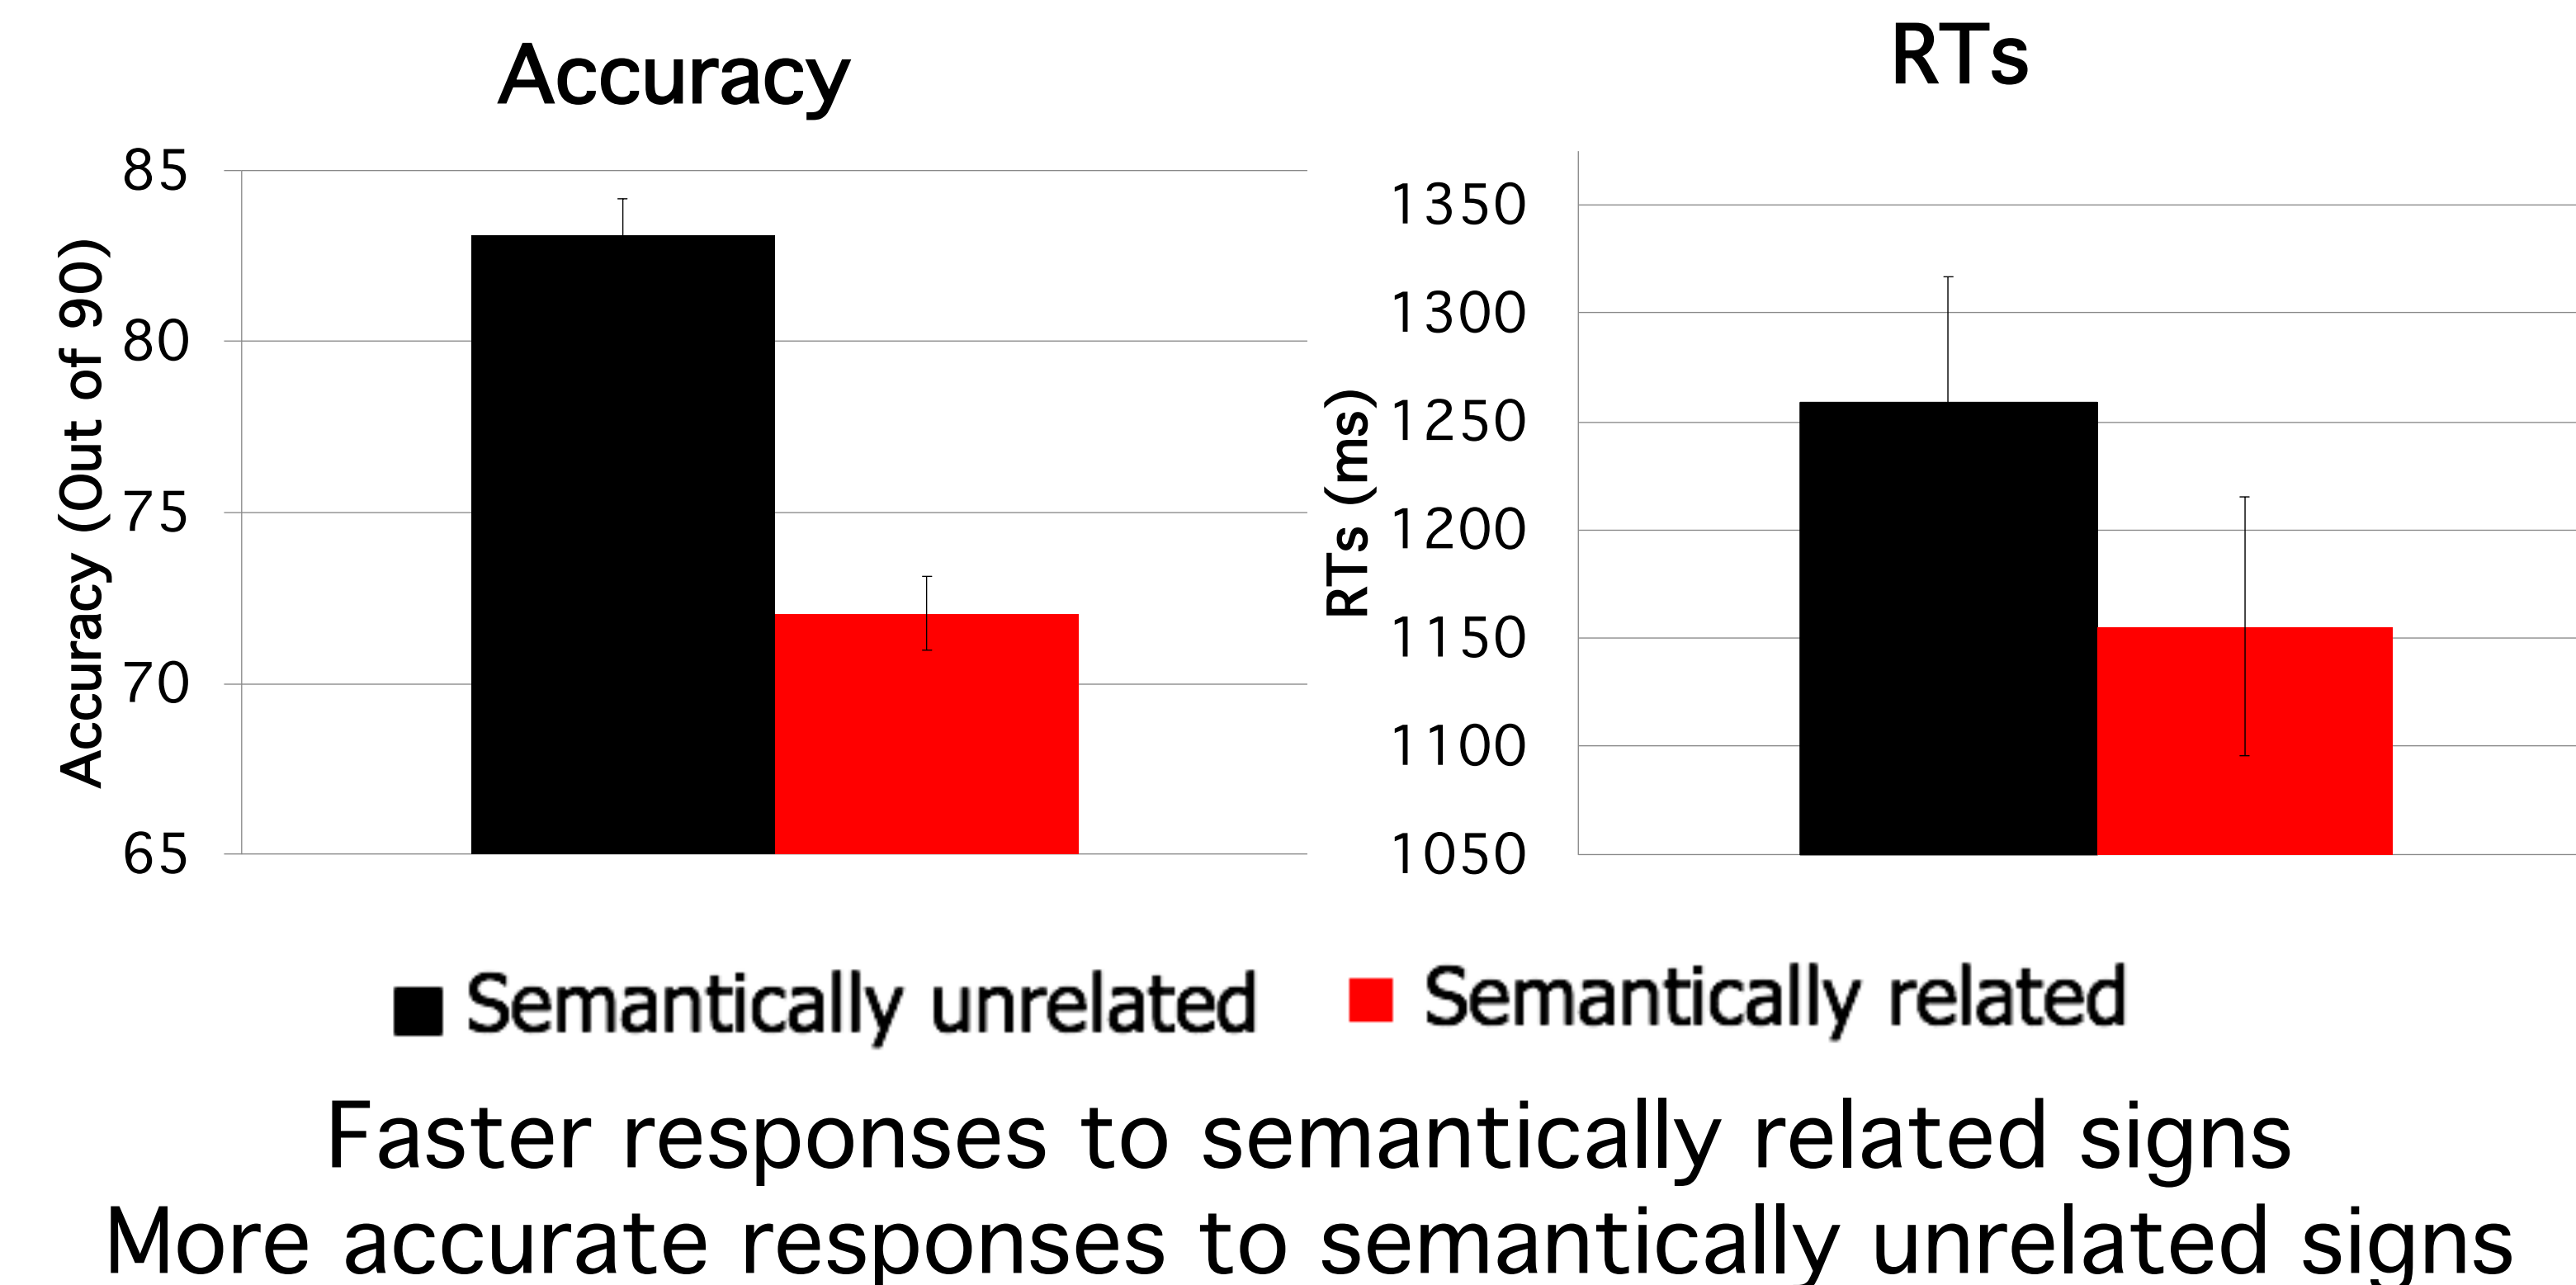 Accuracy
85
80
75
70
65
Accuracy (Out of 90)
RTs
1350
1300
1250
1200
1150
1100
1050
RTs (ms)
Semantically unrelated
Semantically related
Faster responses to semantically related signs
More accurate responses to semantically unrelated signs